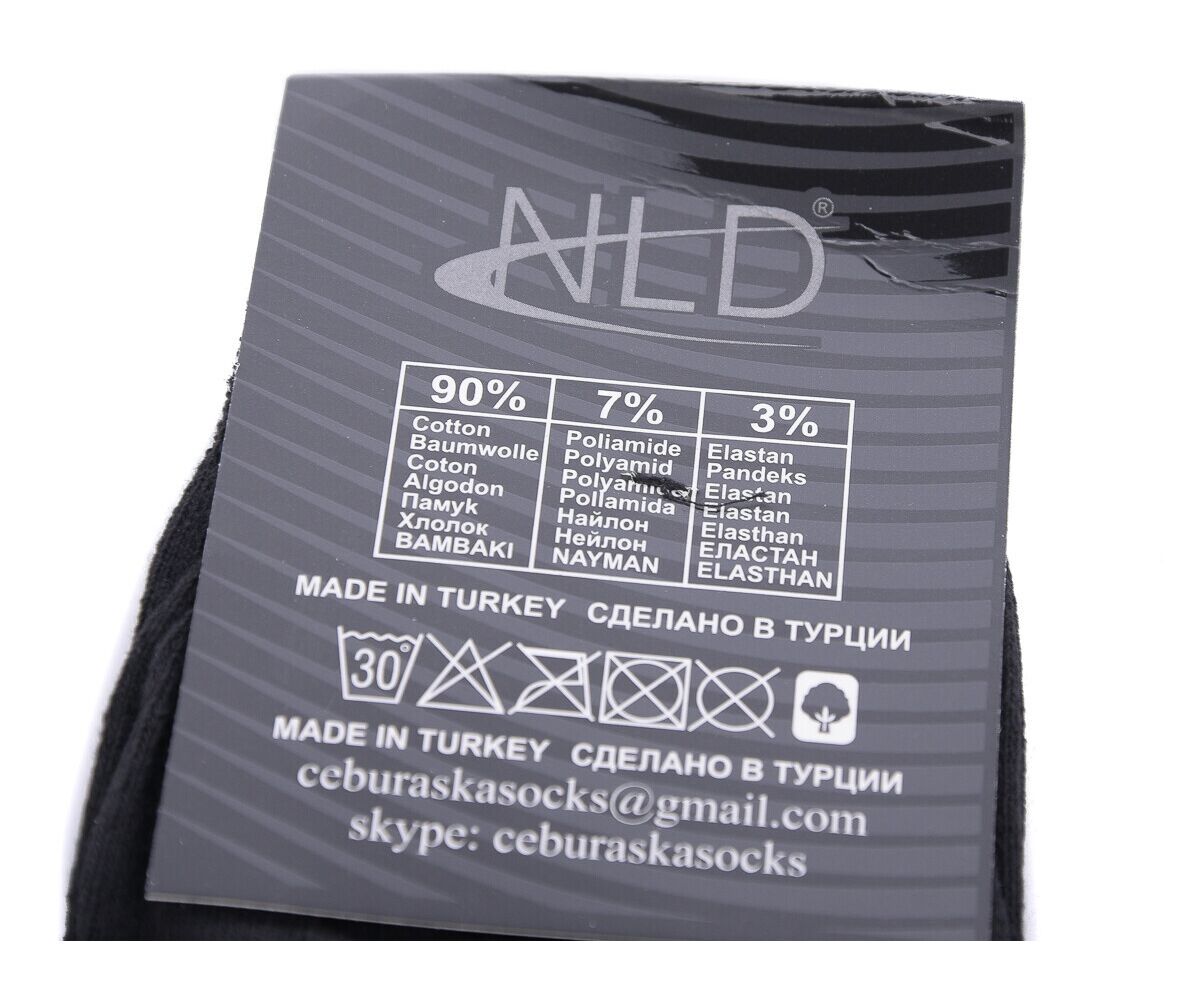 NLD®
90% 7% 3%
Cotton Poliamide Elastan
Baumwolle Polyamid Pandeks
Coton Elastan
Algodon Pollamida Elastan
Памук Найлон Elasthan
Хлолок Нейлон ЕЛАСТАН
BAMBAKI NAYMAN ELASTHAN
MADE IN TURKEY СДЕЛАНО В ТУРЦИИ
30°
MADE IN TURKEY СДЕЛАНО В ТУРЦИИ
ceburaskasocks@gmail.com
skype: ceburaskasocks